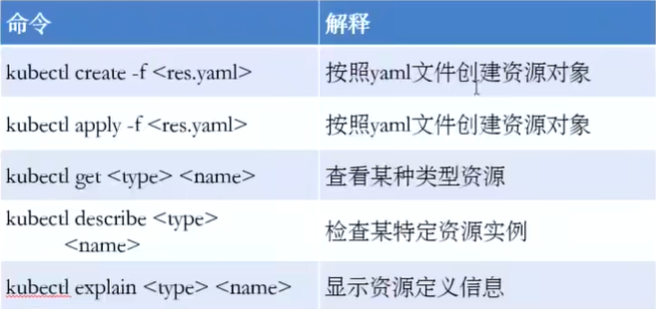 命令 解释
kubectl create -f <res.yaml> 按照yaml文件创建资源对象
kubectl apply -f <res.yaml> 按照yaml文件创建资源对象
kubectl get <type> <name> 查看某种类型资源
kubectl describe <type>
<name> 检查某特定资源实例
kubectl explain <type> <name> 显示资源定义信息